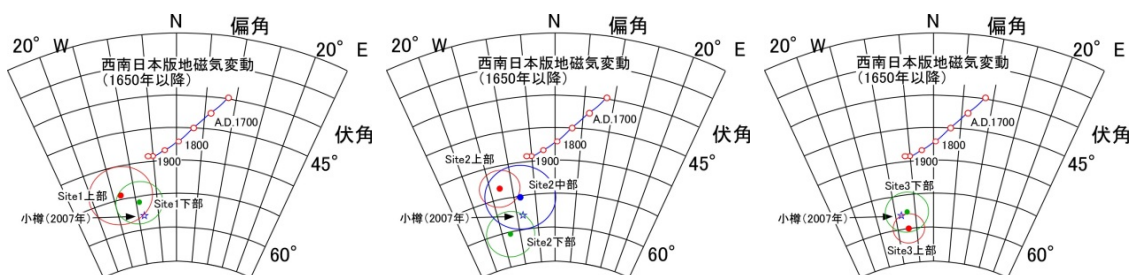 N
偏角
20° W
20° E
西南日本版地磁気変動
(1650年以降)
A.D.1700
1800
伏角
1900
45°
Site1上部
Site1下部
小樽(2007年)
60°
N
偏角
20° W
20° E
西南日本版地磁気変動
(1650年以降)
A.D.1700
1800
伏角
Site2上部
1900
45°
Site2中部
小樽(2007年)
Site2下部
60°
N
偏角
20° W
20° E
西南日本版地磁気変動
(1650年以降)
A.D.1700
1800
伏角
1900
45°
Site3下部
小樽(2007年)
Site3上部
60°